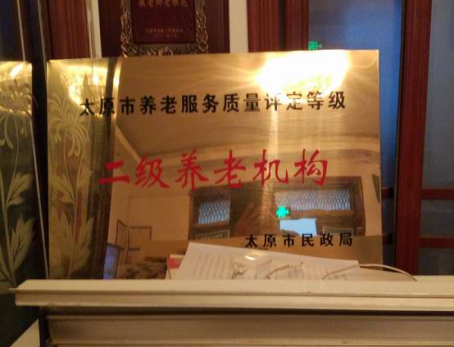 太原市养老服务质量评定等级
二级养老机构
太原市民政局